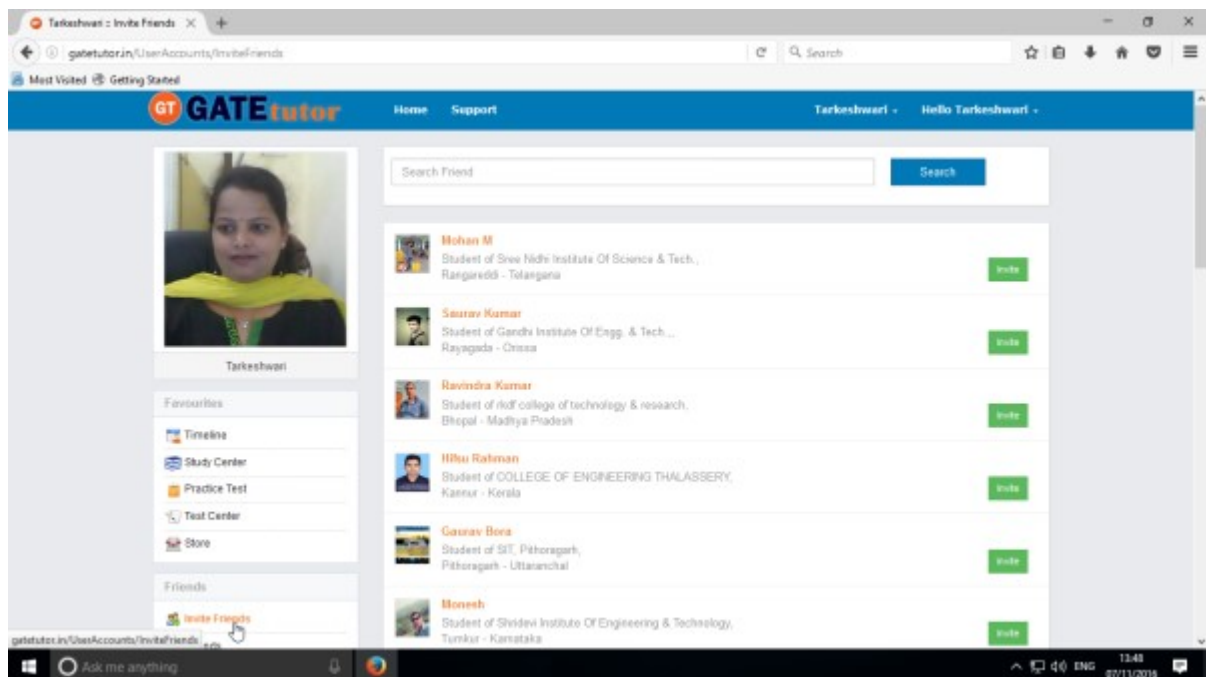 Tarkeshwari :: Invite Friends
gatetutor.in/UserAccounts/InviteFriends
Search
Most Visited Getting Started
GT GATEtutor
Home Support Tarkeshwari Hello Tarkeshwari
Search Friend Search
Mohan M
Student of Sree Nidhi Institute Of Science & Tech.,
Rangareddi - Telangana
Invite
Saurav Kumar
Student of Gandhi Institute Of Engg. & Tech.,,
Rayagada - Orissa
Invite
Tarkeshwari
Ravindra Kumar
Student of rkdf college of technology & research,
Bhopal - Madhya Pradesh
Invite
Favourites
Timeline
Study Center
Practice Test
Test Center
Store
Rahman
Student of COLLEGE OF ENGINEERING THALASSERY,
Kannur - Kerala
Invite
Gaurav Bora
Student of SIT, Pithoragarh,
Pithoragarh - Uttaranchal
Invite
Friends
Invite Friends
Monesh
Student of Shridevi Institute Of Engineering & Technology,
Tumkur - Karnataka
Invite
gatetutor.in/UserAccounts/InviteFriends
Ask me anything
ENG
13:48
07/11/2016